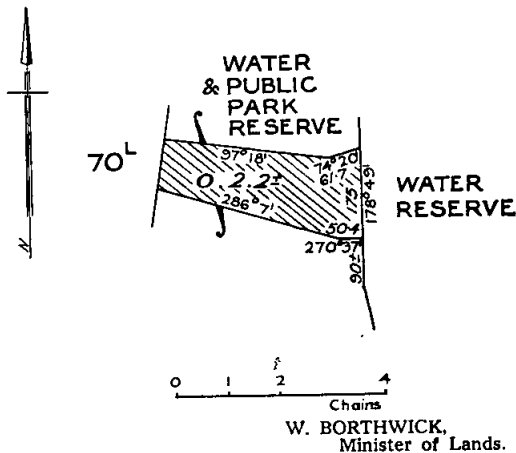 WATER
& PUBLIC
PARK
RESERVE
70ᴸ
97° 18'
74° 20'
61.7
0 2 2±
175
178° 49'
WATER
RESERVE
286° 7'
50.4
270° 37'
90±
N
0 1 2 4
Chains
W. BORTHWICK,
Minister of Lands.